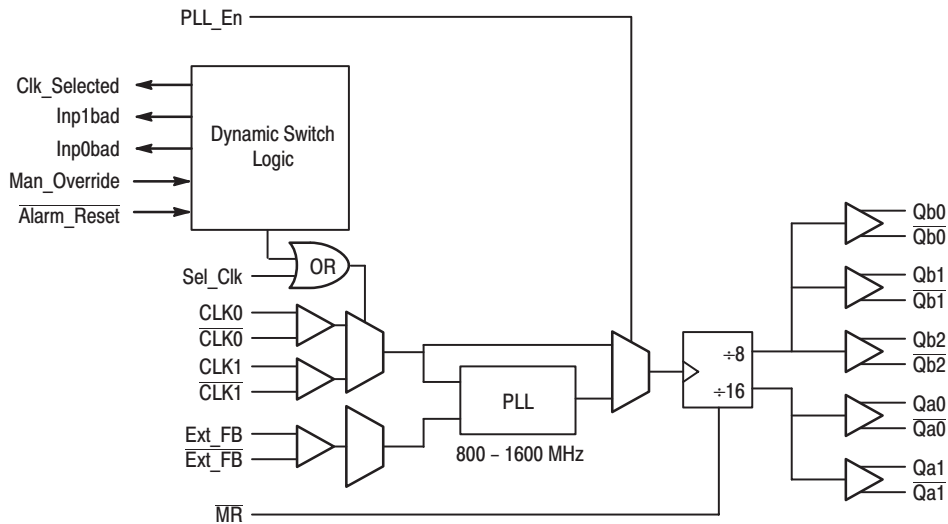 PLL_En
Clk_Selected
Inp1bad
Inp0bad
Man_Override
Alarm_Reset
Dynamic Switch
Logic
OR
Sel_Clk
CLK0
CLK0
CLK1
CLK1
Ext_FB
Ext_FB
PLL
800 – 1600 MHz
MR
÷8
÷16
Qb0
Qb0
Qb1
Qb1
Qb2
Qb2
Qa0
Qa0
Qa1
Qa1